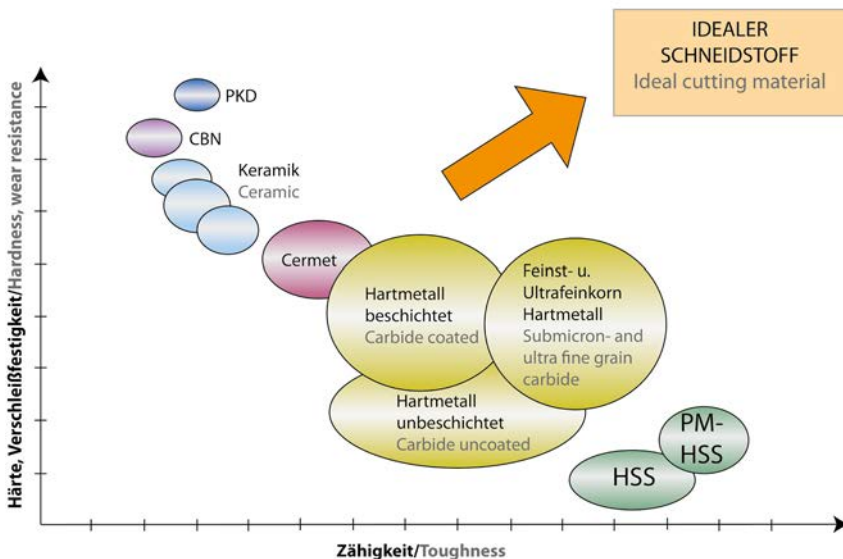 IDEALER
SCHNEIDSTOFF
Ideal cutting material
Härte, Verschleißfestigkeit/Hardness, wear resistance
PKD
CBN
Keramik
Ceramic
Cermet
Hartmetall
beschichtet
Carbide coated
Feinst- u.
Ultrafeinkorn
Hartmetall
Submicron- and
ultra fine grain
carbide
Hartmetall
unbeschichtet
Carbide uncoated
PM-
HSS
HSS
Zähigkeit/Toughness